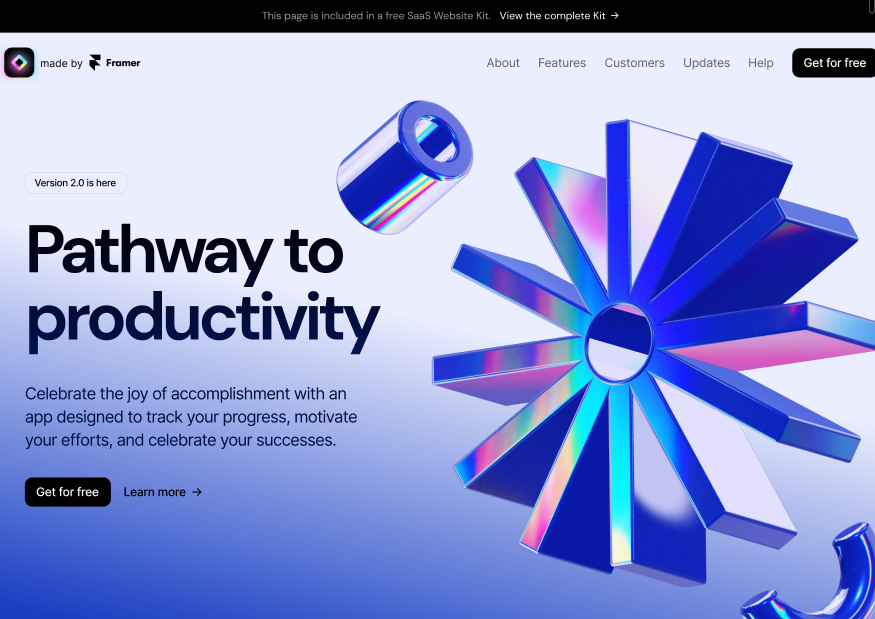 This page is included in a free SaaS Website Kit. View the complete Kit →
made by Framer
About Features Customers Updates Help Get for free
Version 2.0 is here
Pathway to
productivity
Celebrate the joy of accomplishment with an
app designed to track your progress, motivate
your efforts, and celebrate your successes.
Get for free Learn more →